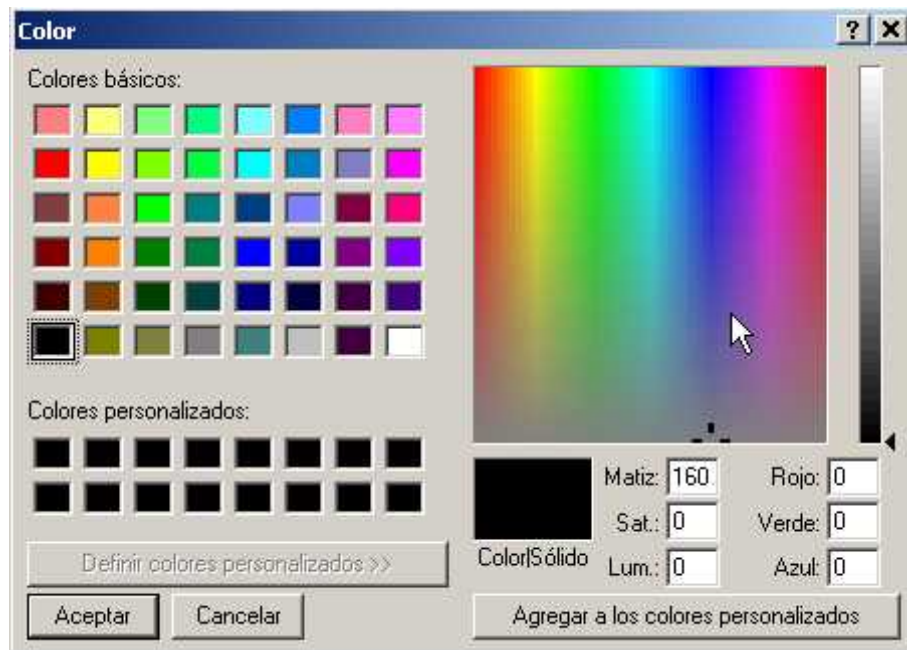 Color
Colores básicos:
Colores personalizados:
Definir colores personalizados >>
Aceptar
Cancelar
Color|Sólido
Matiz: 160
Sat.: 0
Lum.: 0
Rojo: 0
Verde: 0
Azul: 0
Agregar a los colores personalizados